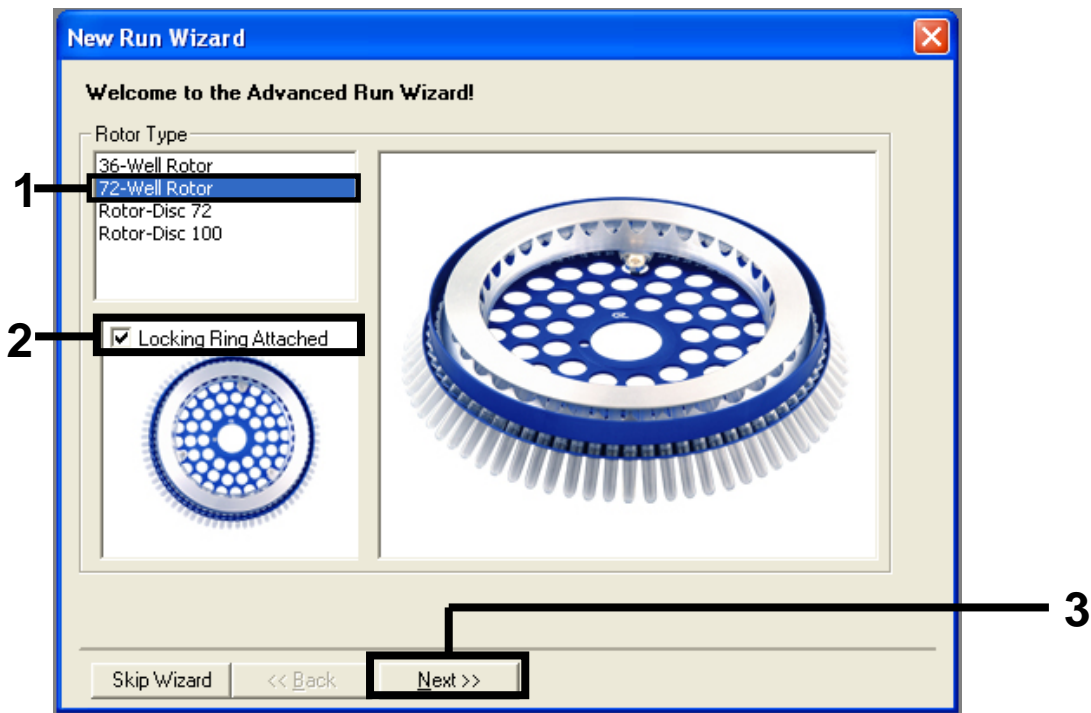 New Run Wizard
Welcome to the Advanced Run Wizard!
Rotor Type
36-Well Rotor
1
72-Well Rotor
Rotor-Disc 72
Rotor-Disc 100
2
Locking Ring Attached
3
Skip Wizard
<< Back
Next >>